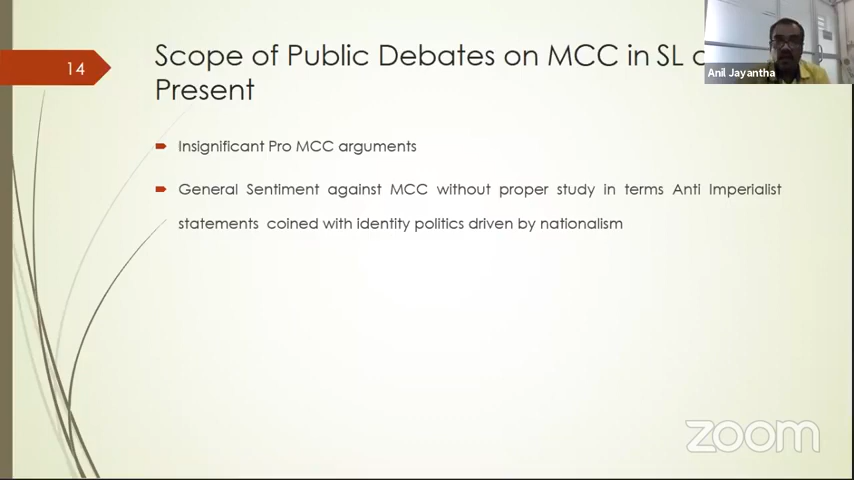 14
Scope of Public Debates on MCC in SL
Present
Anil Jayantha
Insignificant Pro MCC arguments
General Sentiment against MCC without proper study in terms Anti Imperialist
statements coined with identity politics driven by nationalism
zoom